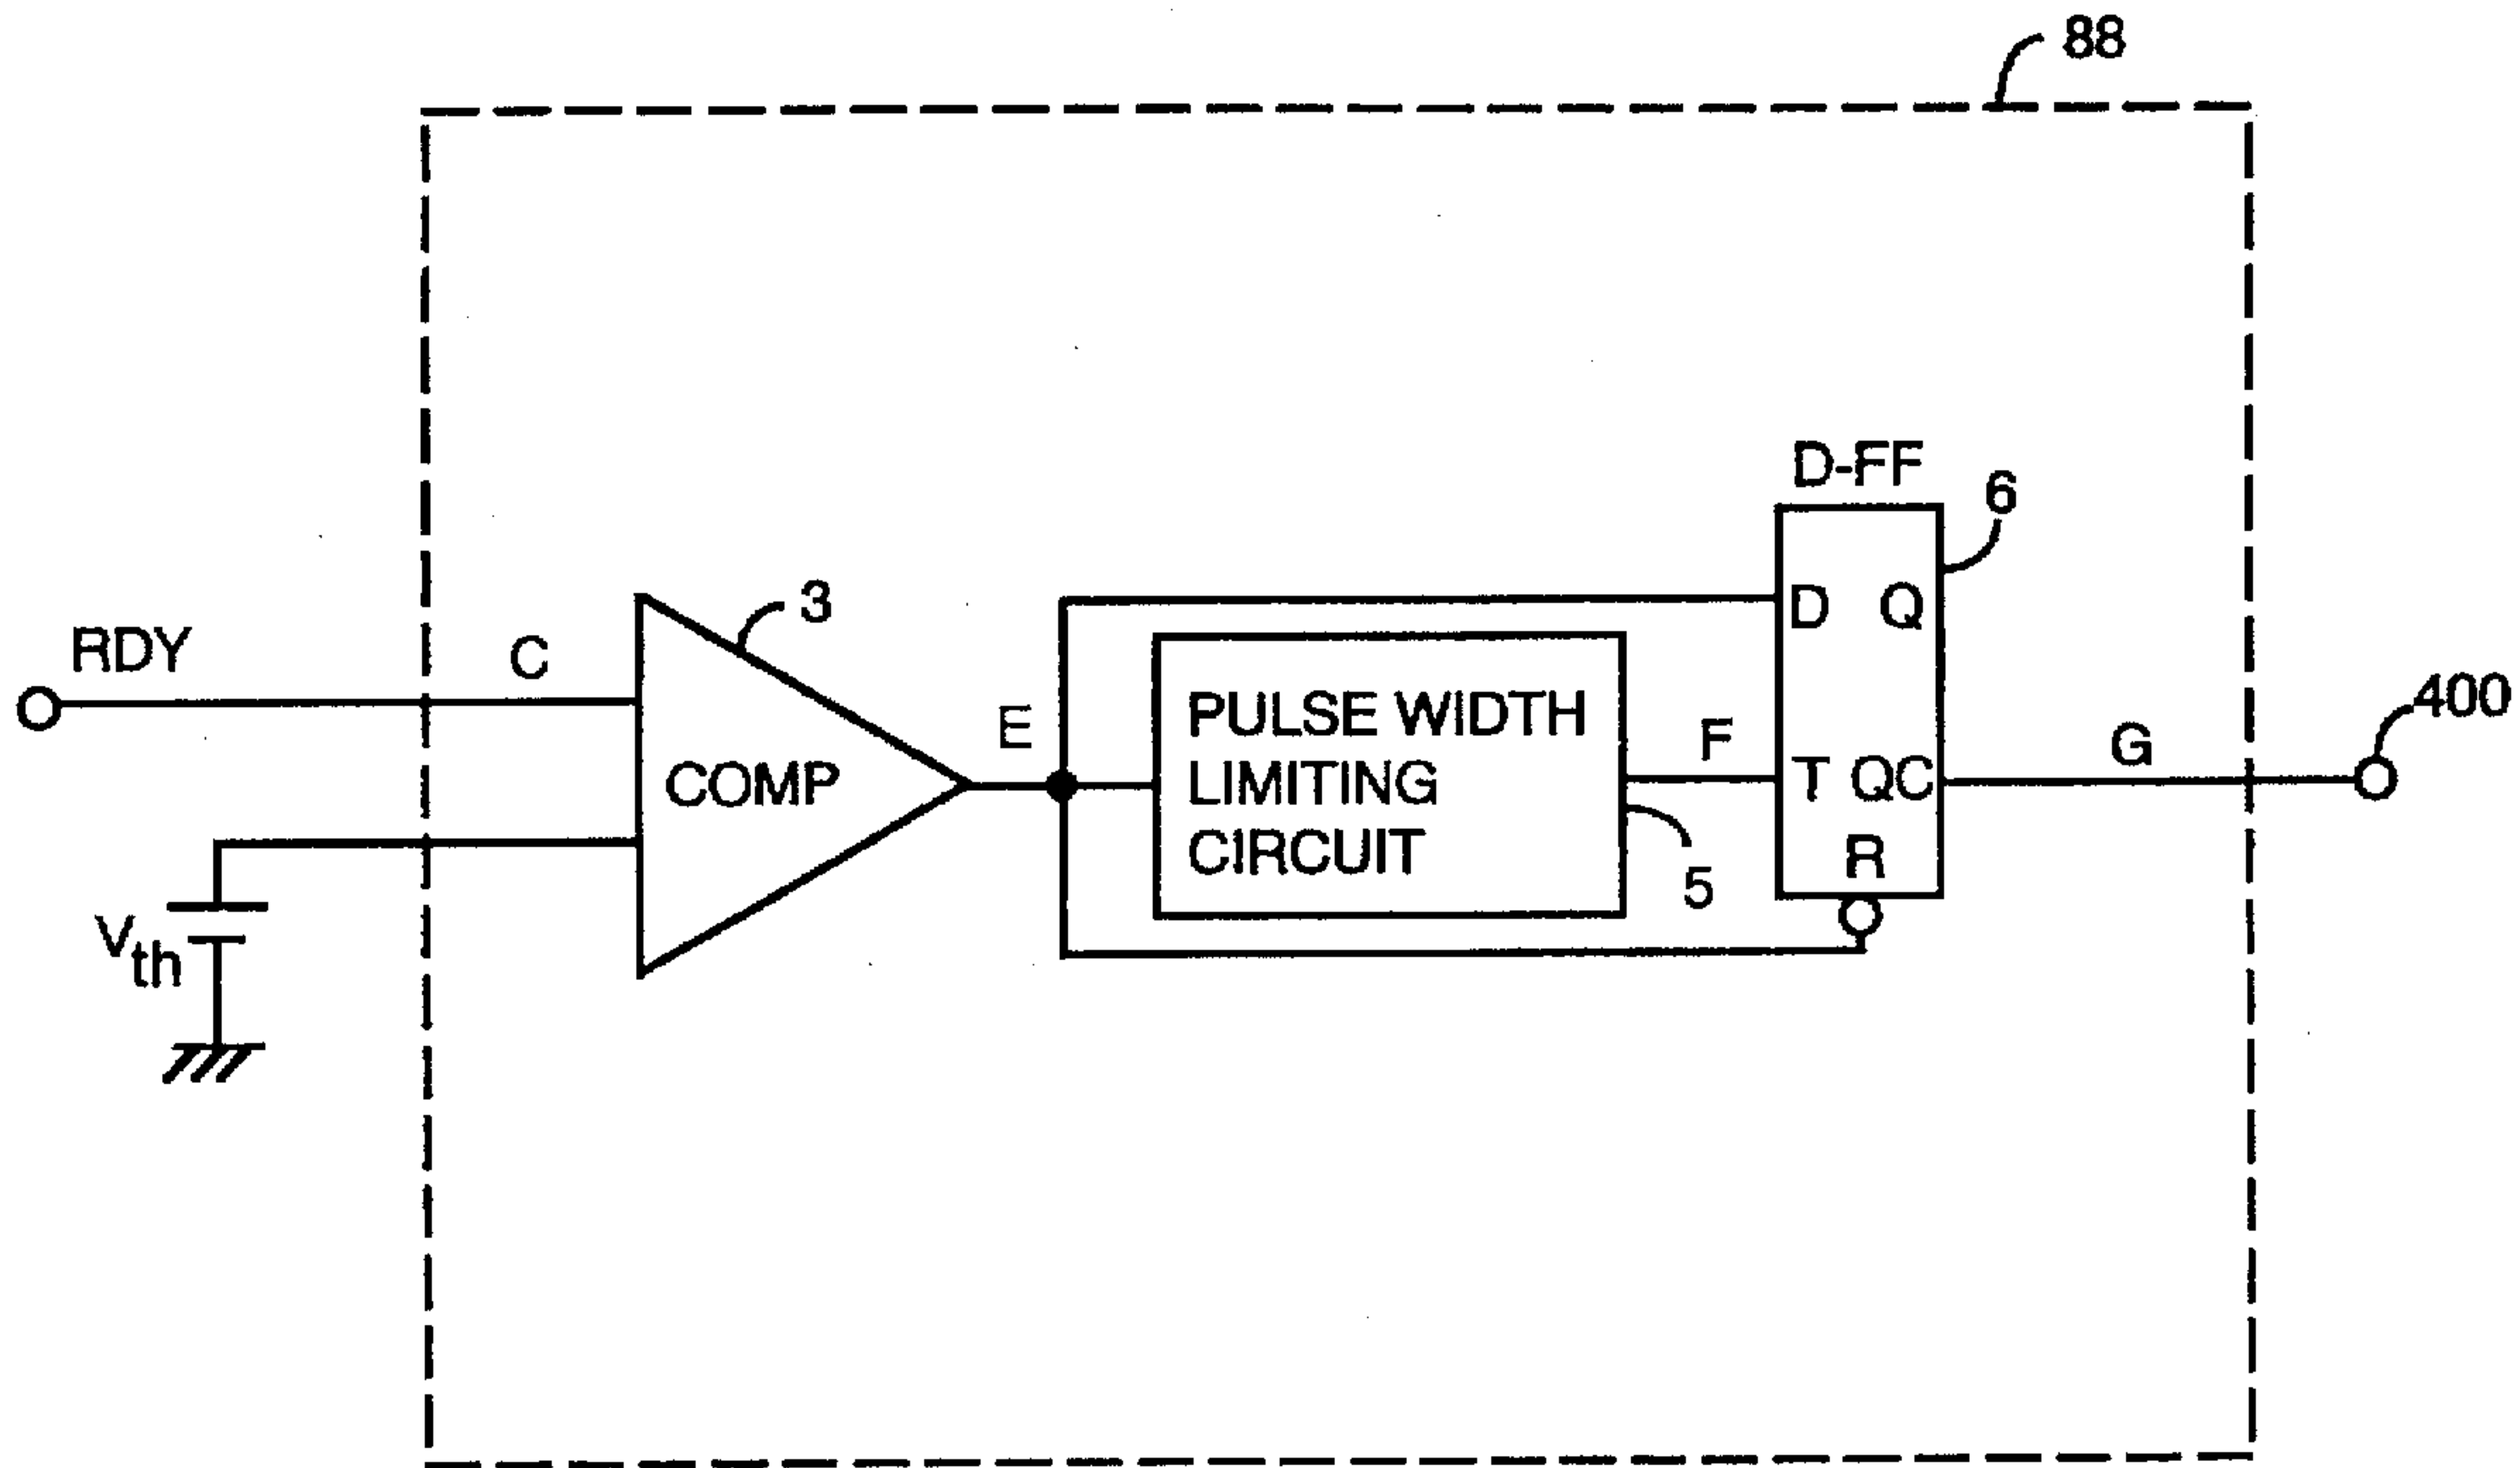 88
D-FF
6
3
D Q
RDY
C
400
E
PULSE WIDTH
LIMITING
CIRCUIT
F
G
COMP
T QC
R
5
Vth